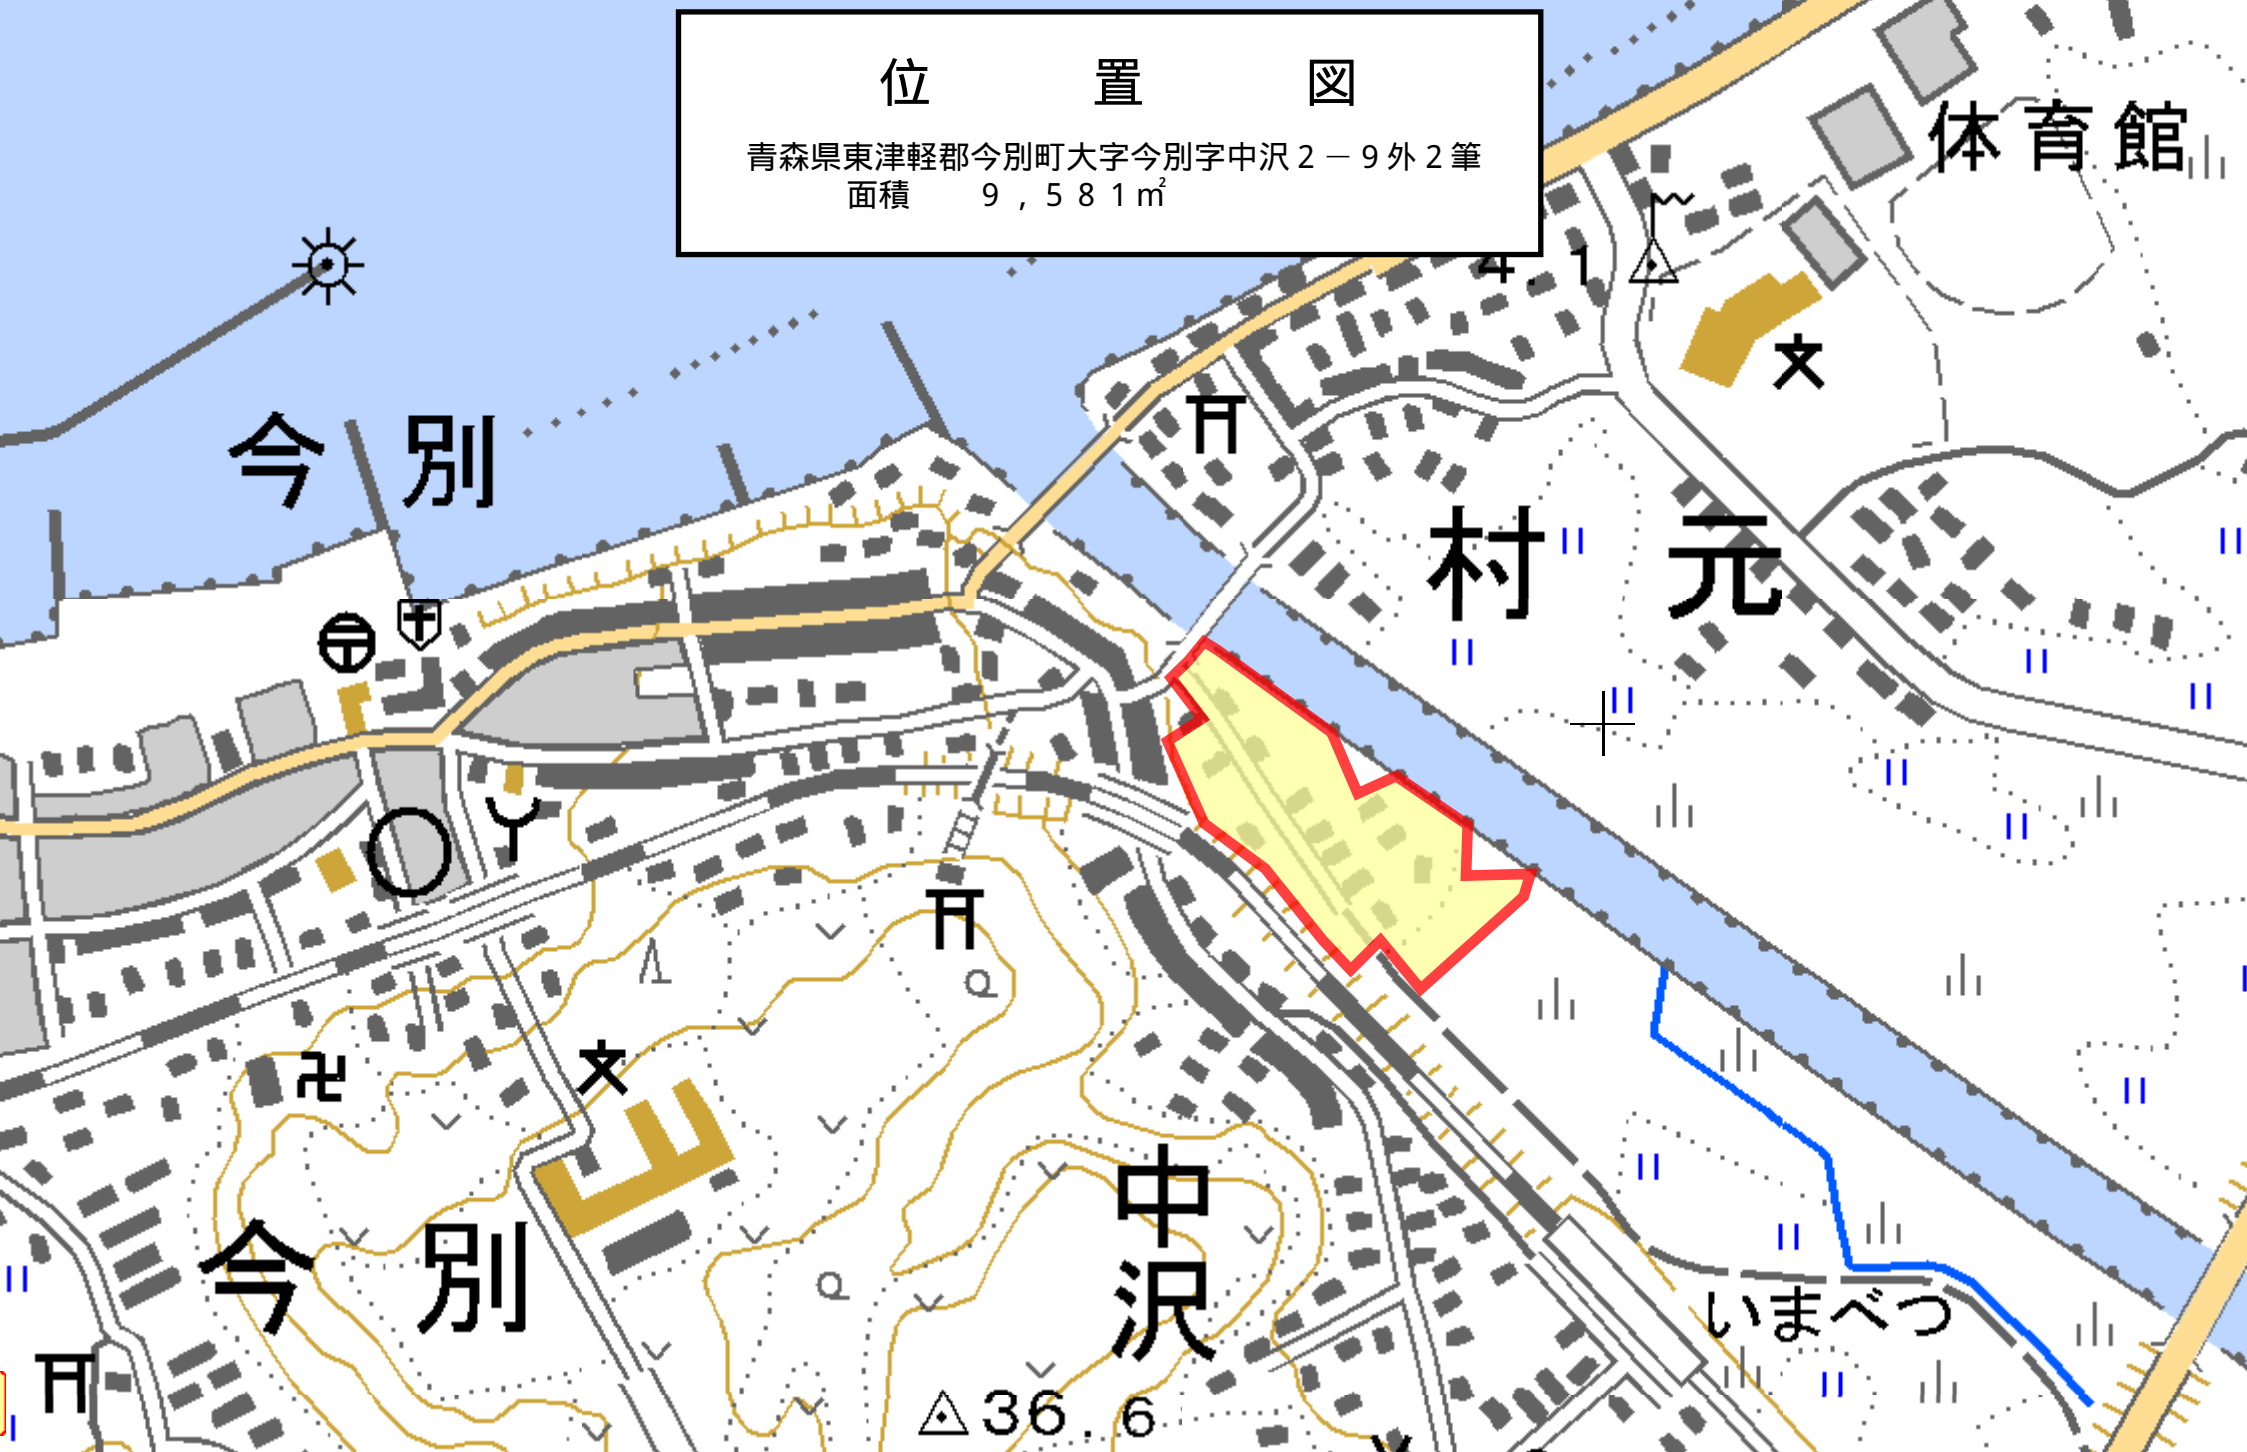 位置図
青森県東津軽郡今別町大字今別字中沢2－9外2筆
面積　9,581㎡
体育館
4.1
今別
村元
今別
中沢
いまべつ
36.6